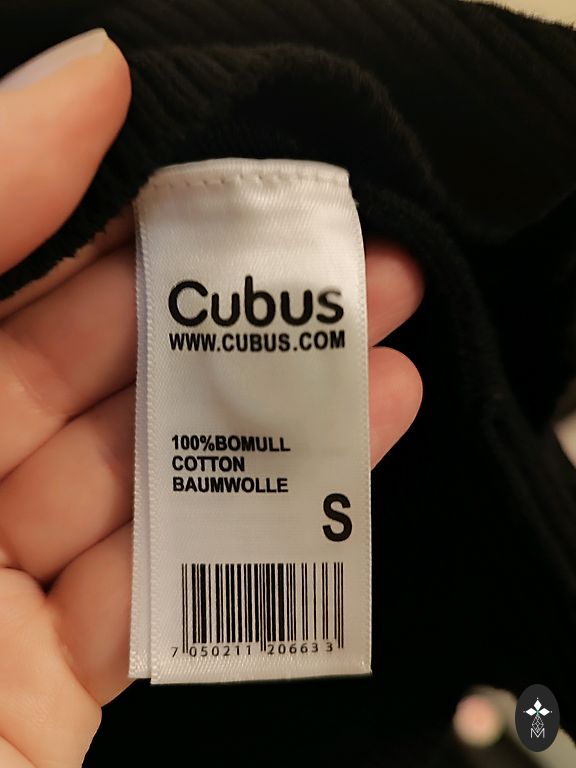 Cubus
WWW.CUBUS.COM
100%BOMULL
COTTON
BAUMWOLLE
S
7 050211 206633
M